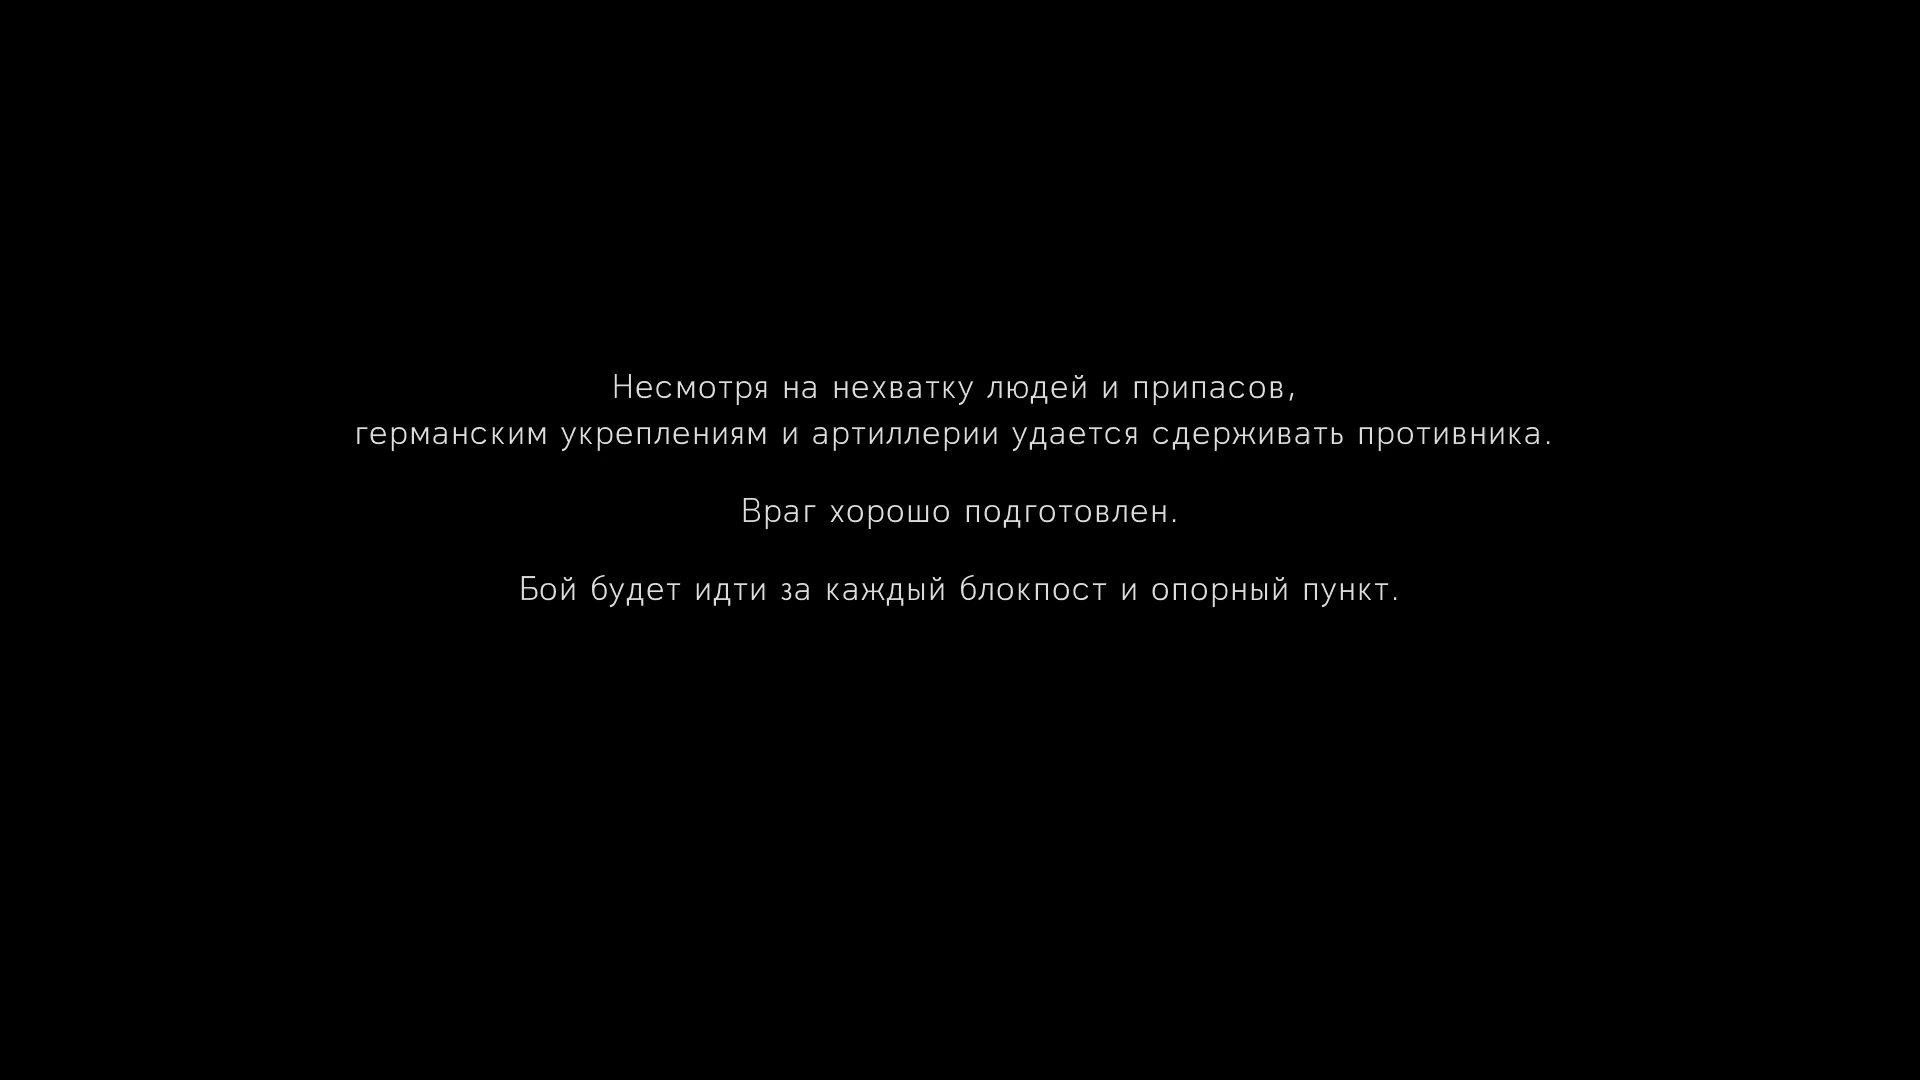 Несмотря на нехватку людей и припасов,
германским укреплениям и артиллерии удается сдерживать противника.
Враг хорошо подготовлен.
Бой будет идти за каждый блокпост и опорный пункт.